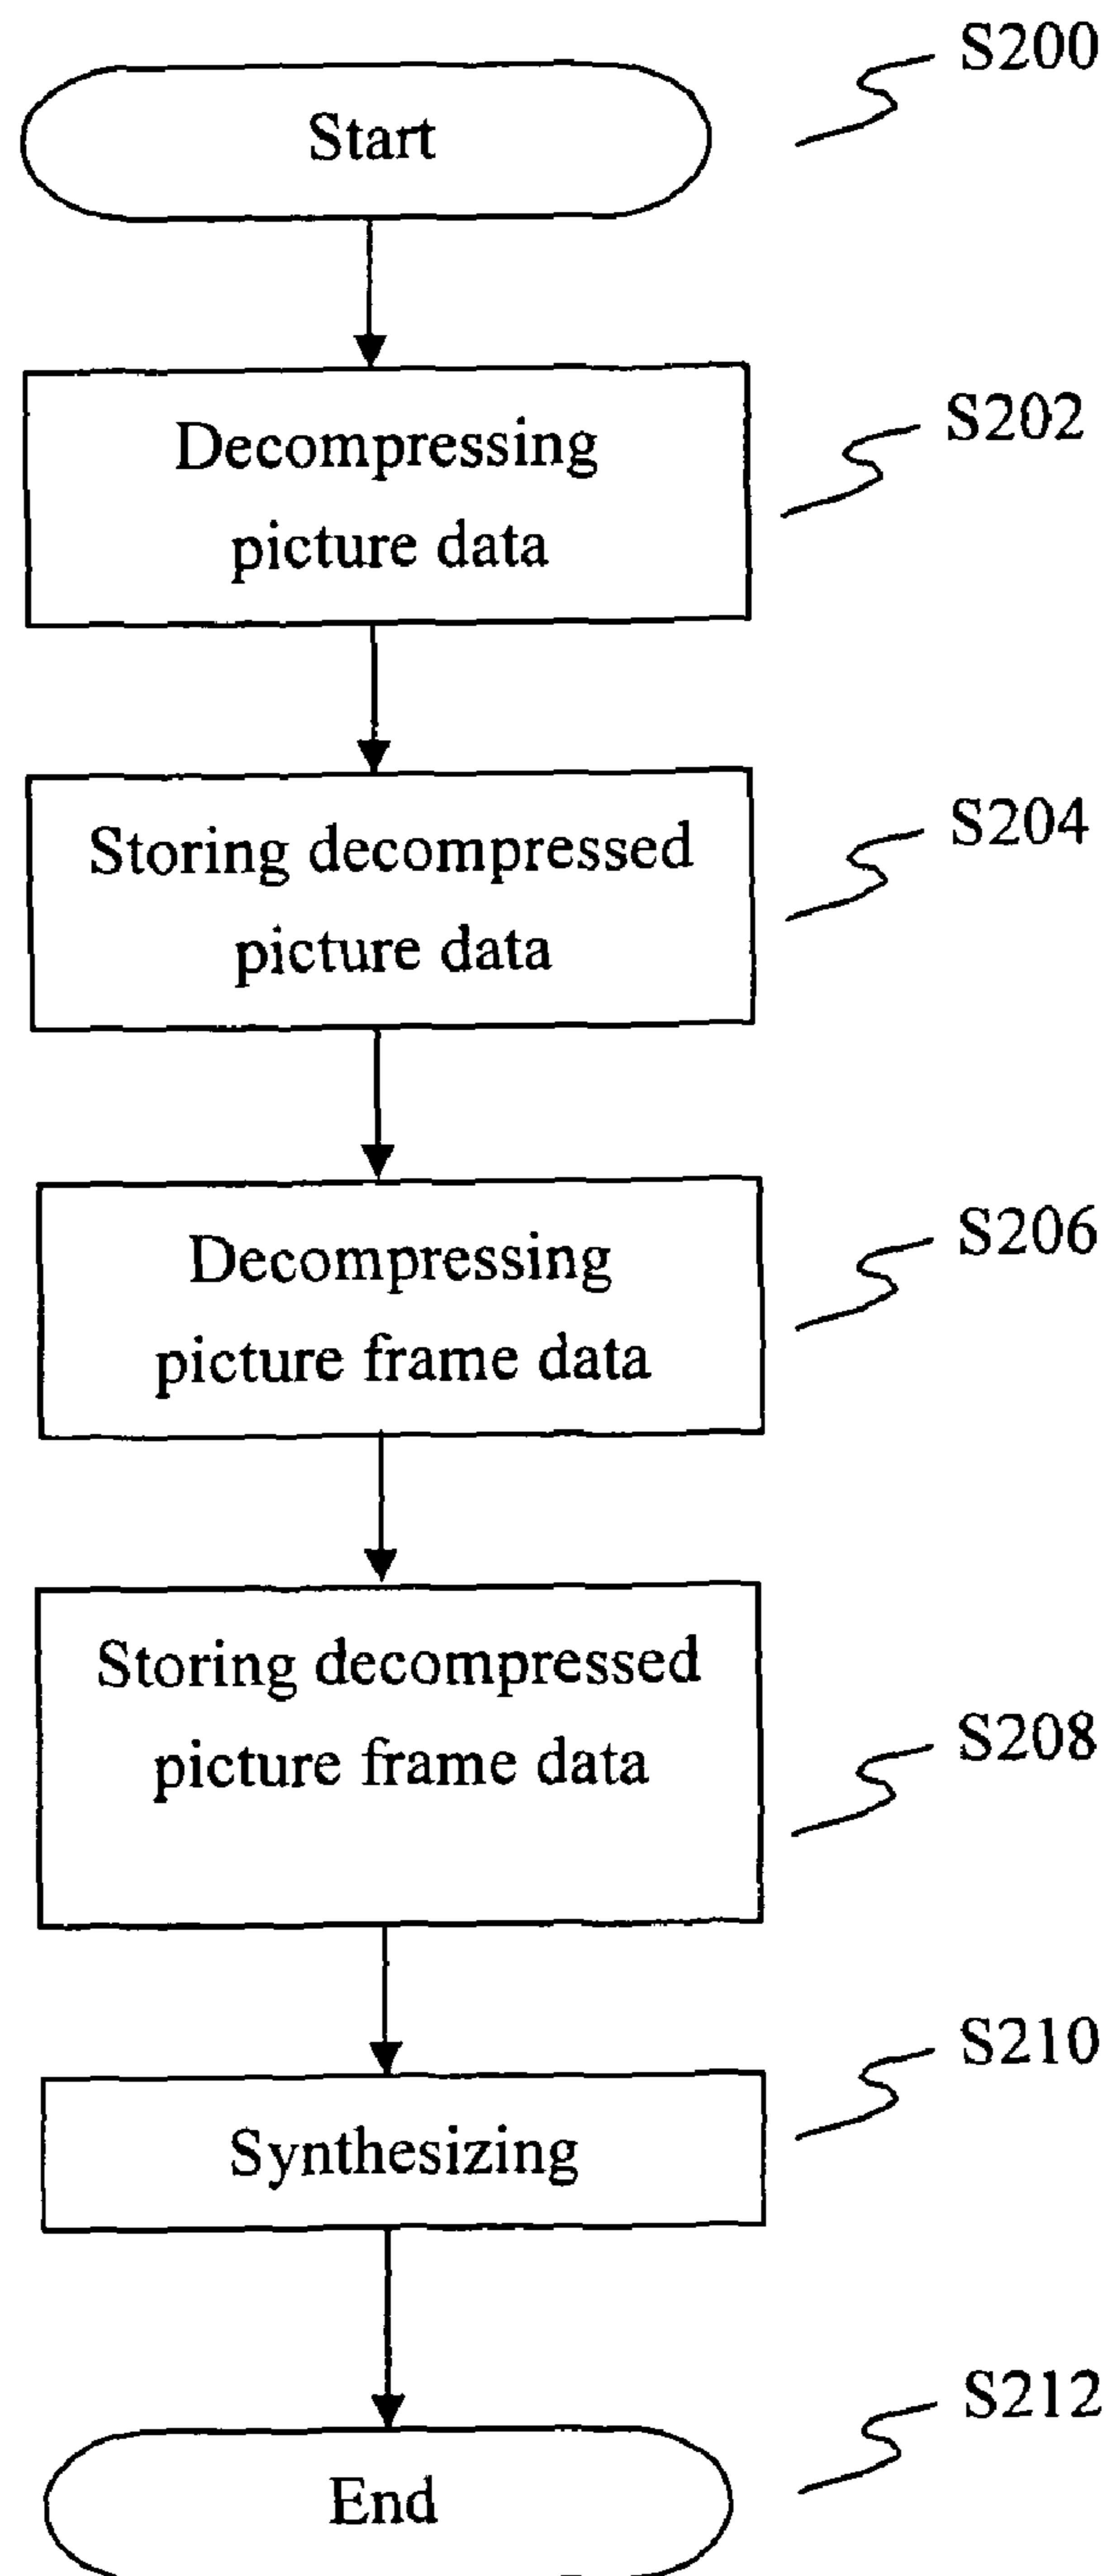 S200
Start
S202
Decompressing
picture data
S204
Storing decompressed
picture data
S206
Decompressing
picture frame data
Storing decompressed
picture frame data
S208
S210
Synthesizing
S212
End